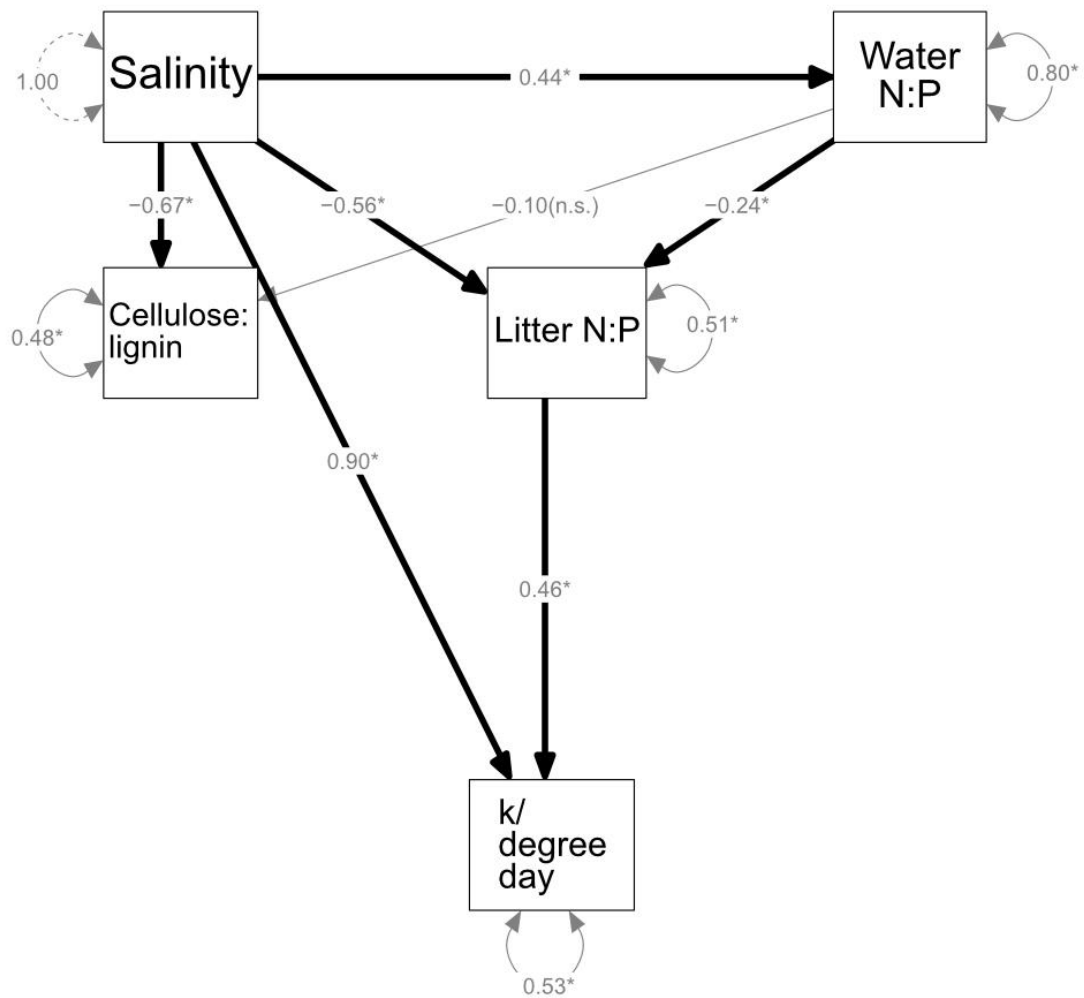 Salinity
Water
N:P
1.00
0.44*
0.80*
−0.67*
−0.56*
−0.10(n.s.)
−0.24*
Cellulose:
lignin
Litter N:P
0.48*
0.51*
0.90*
0.46*
k/
degree
day
0.53*